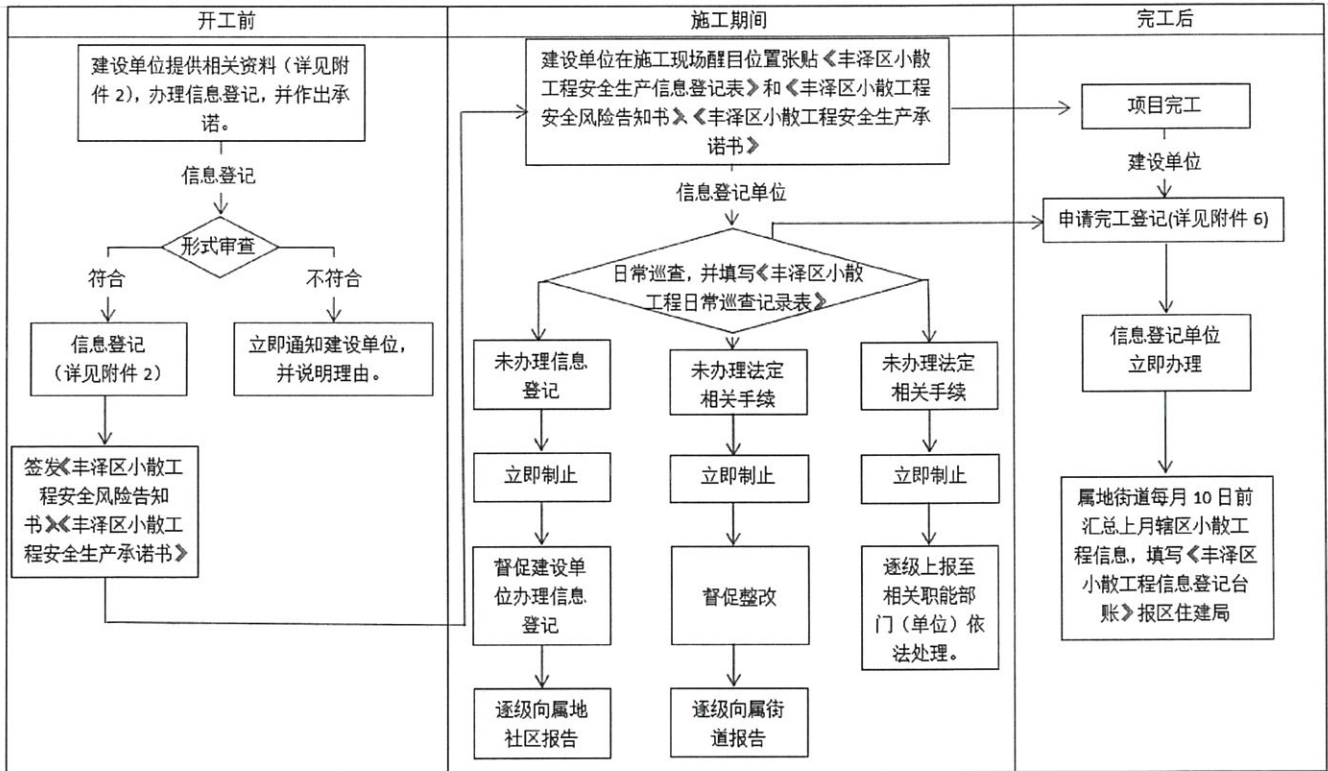 开工前
施工期间
完工后
建设单位提供相关资料（详见附
件 2），办理信息登记，并作出承
诺。
信息登记
形式审查
符合
不符合
信息登记
（详见附件 2）
立即通知建设单位，
并说明理由。
签发《丰泽区小散工
程安全风险告知
书》《丰泽区小散工
程安全生产承诺书》
建设单位在施工现场醒目位置张贴《丰泽区小散
工程安全生产信息登记表》和《丰泽区小散工程
安全风险告知书》、《丰泽区小散工程安全生产承
诺书》
信息登记单位
日常巡查，并填写《丰泽区小散
工程日常巡查记录表》
未办理信息
登记
立即制止
督促建设单
位办理信息
登记
逐级向属地
社区报告
未办理法定
相关手续
立即制止
督促整改
逐级向属街
道报告
未办理法定
相关手续
立即制止
逐级上报至
相关职能部
门（单位）依
法处理。
项目完工
建设单位
申请完工登记(详见附件 6)
信息登记单位
立即办理
属地街道每月 10 日前
汇总上月辖区小散工
程信息，填写《丰泽区
小散工程信息登记台
账》报区住建局